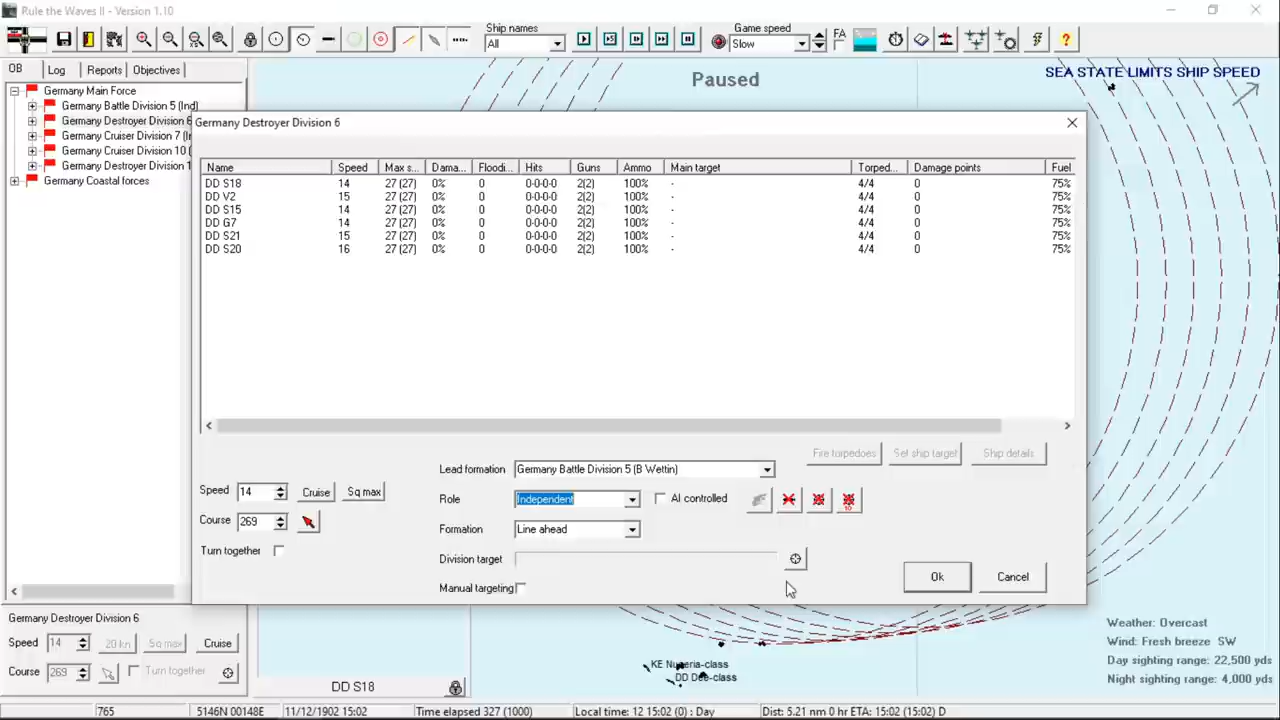 Rule the Waves II - Version 1.10
Ship names
All
Game speed
Slow
FA
OB Log Reports Objectives
Paused
SEA STATE LIMITS SHIP SPEED
Germany Main Force
Germany Battle Division 5 (Ind)
Germany Destroyer Division 6
Germany Cruiser Division 7 (I
Germany Cruiser Division 10 (
Germany Destroyer Division 1
Germany Coastal forces
Germany Destroyer Division 6
Name Speed Max s... Dama... Floodi... Hits Guns Ammo Main target Torped... Damage points Fuel
DD S18 14 27 (27) 0% 0 0-0-0-0 2(2) 100% - 4/4 0 75%
DD V2 15 27 (27) 0% 0 0-0-0-0 2(2) 100% - 4/4 0 75%
DD S15 14 27 (27) 0% 0 0-0-0-0 2(2) 100% - 4/4 0 75%
DD G7 14 27 (27) 0% 0 0-0-0-0 2(2) 100% - 4/4 0 75%
DD S21 15 27 (27) 0% 0 0-0-0-0 2(2) 100% - 4/4 0 75%
DD S20 16 27 (27) 0% 0 0-0-0-0 2(2) 100% - 4/4 0 75%
Fire torpedoes Set ship target Ship details
Lead formation Germany Battle Division 5 (B Wettin)
Speed 14 Cruise Sq max
Role Independent AI controlled
10
Course 269
Formation Line ahead
Turn together
Division target
Manual targeting
Ok Cancel
Germany Destroyer Division 6
Speed 14 20 kn Sq max Cruise
Course 269 Turn together
DD S18
KE Nu eria-class
DD Dee-class
Weather: Overcast
Wind: Fresh breeze SW
Day sighting range: 22,500 yds
Night sighting range: 4,000 yds
765 5146N 00148E 11/12/1902 15:02 Time elapsed 327 (1000) Local time: 12 15:02 (0) : Day Dist: 5.21 nm 0 hr ETA: 15:02 (15:02) D